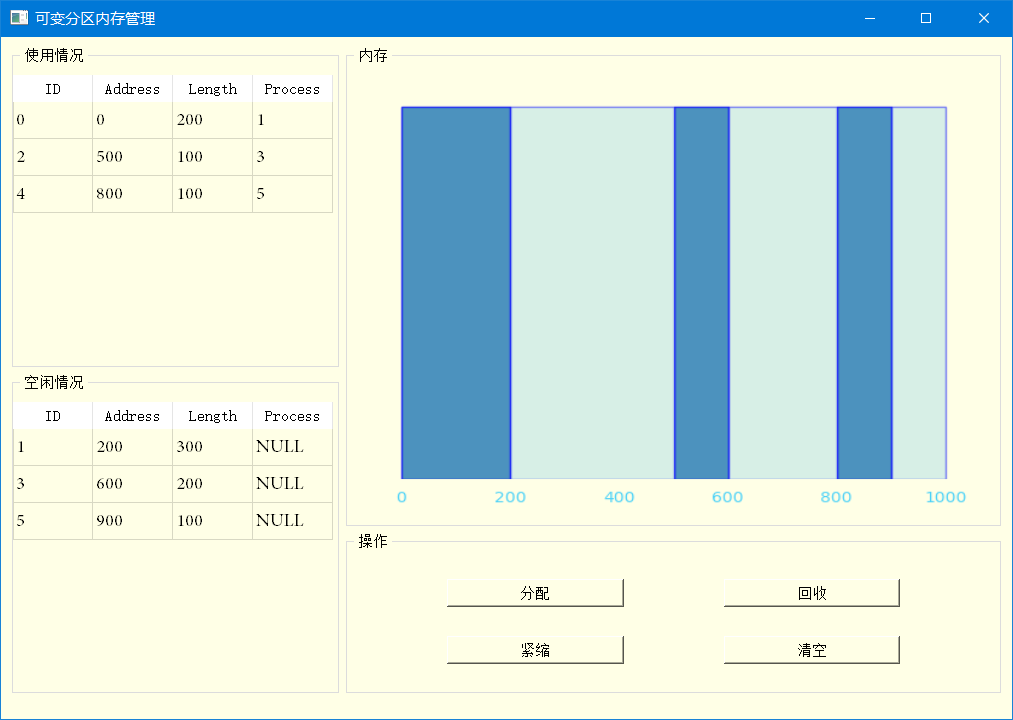 可变分区内存管理
使用情况
ID Address Length Process
0 0 200 1
2 500 100 3
4 800 100 5
空闲情况
ID Address Length Process
1 200 300 NULL
3 600 200 NULL
5 900 100 NULL
内存
0 200 400 600 800 1000
操作
分配 回收
紧缩 清空